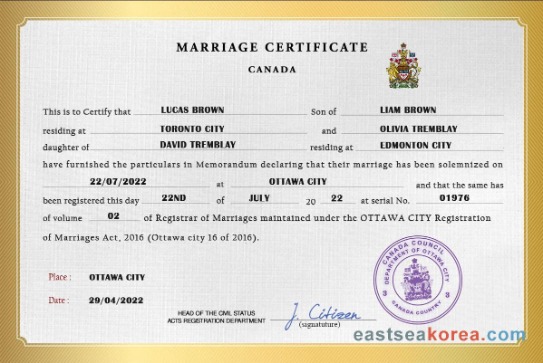 MARRIAGE CERTIFICATE
CANADA
This is to Certify that LUCAS BROWN Son of LIAM BROWN
residing at TORONTO CITY and OLIVIA TREMBLAY
daughter of DAVID TREMBLAY residing at EDMONTON CITY
have furnished the particulars in Memorandum declaring that their marriage has been solemnized on
22/07/2022 at OTTAWA CITY and that the same has
been registered this day 22ND of JULY 20 22 at serial No. 01976
of volume 02 of Registrar of Marriages maintained under the OTTAWA CITY Registration
of Marriages Act, 2016 (Ottawa city 16 of 2016).
CANADA COUNCIL
DEPARTMENT OF OTTAWA CITY
CANADA COUNTRY
Place : OTTAWA CITY
Date : 29/04/2022
HEAD OF THE CIVIL STATUS
ACTS REGISTRATION DEPARTMENT J. Citizen
(signatuture)
eastseakorea.com